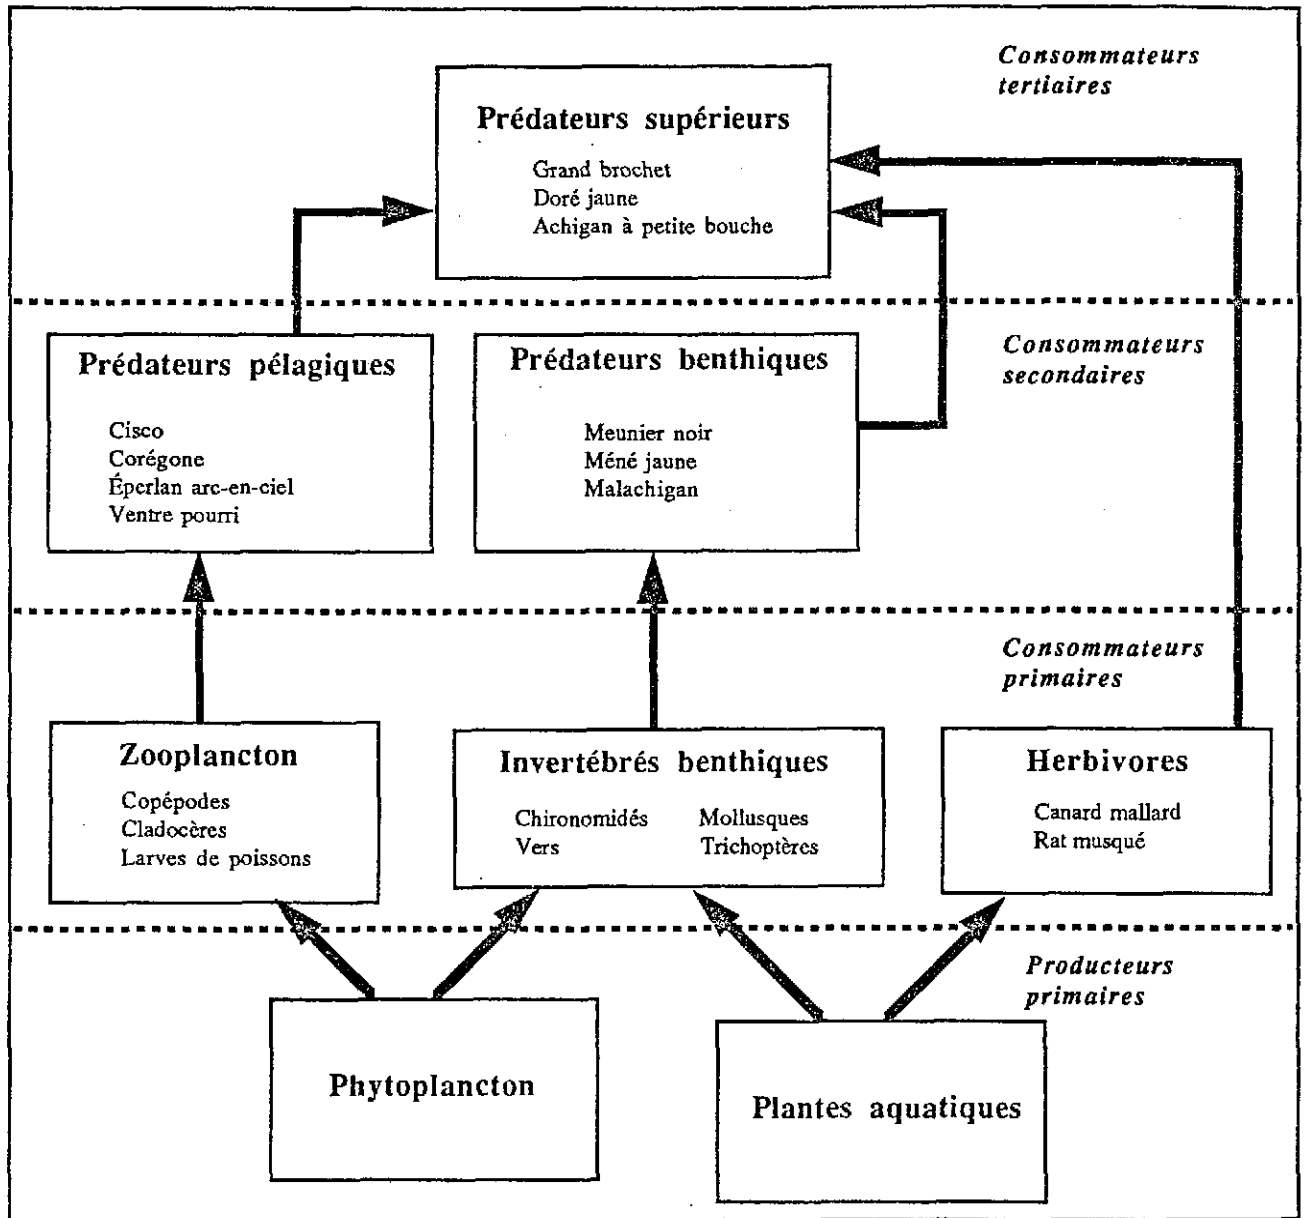 Consommateurs
tertiaires
Prédateurs supérieurs
Grand brochet
Doré jaune
Achigan à petite bouche
Consommateurs
secondaires
Prédateurs pélagiques
Cisco
Corégone
Éperlan arc-en-ciel
Ventre pourri
Prédateurs benthiques
Meunier noir
Méné jaune
Malachigan
Consommateurs
primaires
Zooplancton
Copépodes
Cladocères
Larves de poissons
Invertébrés benthiques
Chironomidés Mollusques
Vers Trichoptères
Herbivores
Canard mallard
Rat musqué
Producteurs
primaires
Phytoplancton
Plantes aquatiques